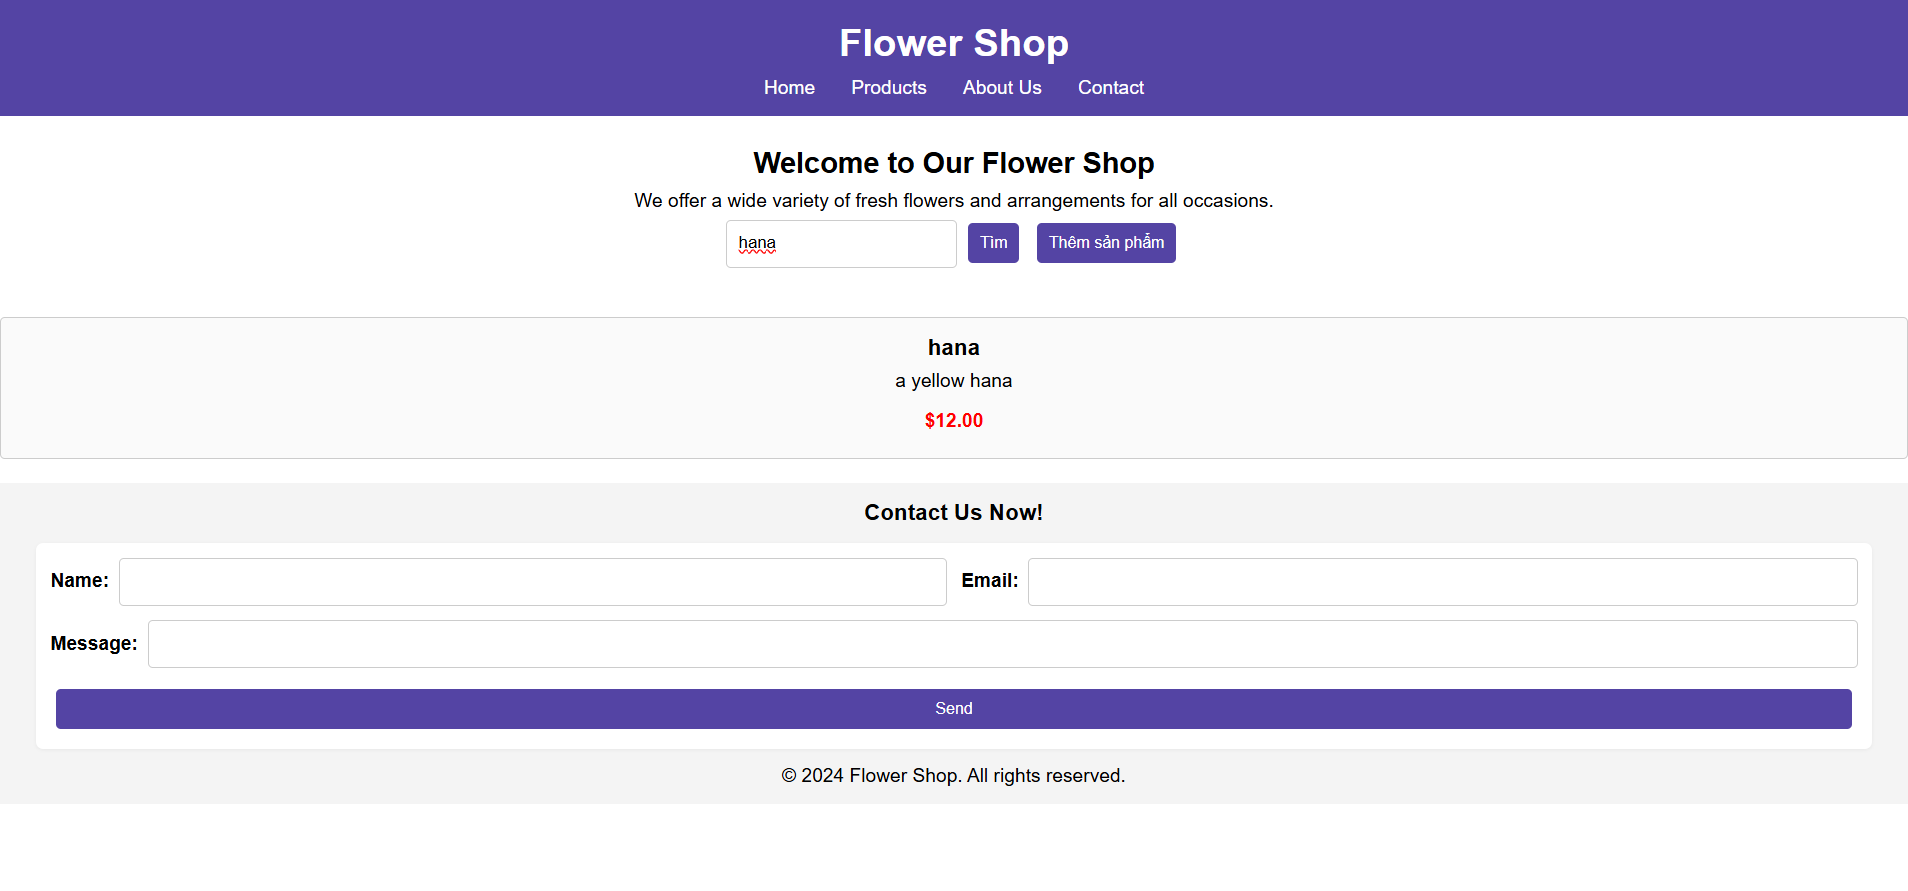 Flower Shop
Home Products About Us Contact
Welcome to Our Flower Shop
We offer a wide variety of fresh flowers and arrangements for all occasions.
hana Tìm Thêm sản phẩm
hana
a yellow hana
$12.00
Contact Us Now!
Name: Email:
Message:
Send
© 2024 Flower Shop. All rights reserved.